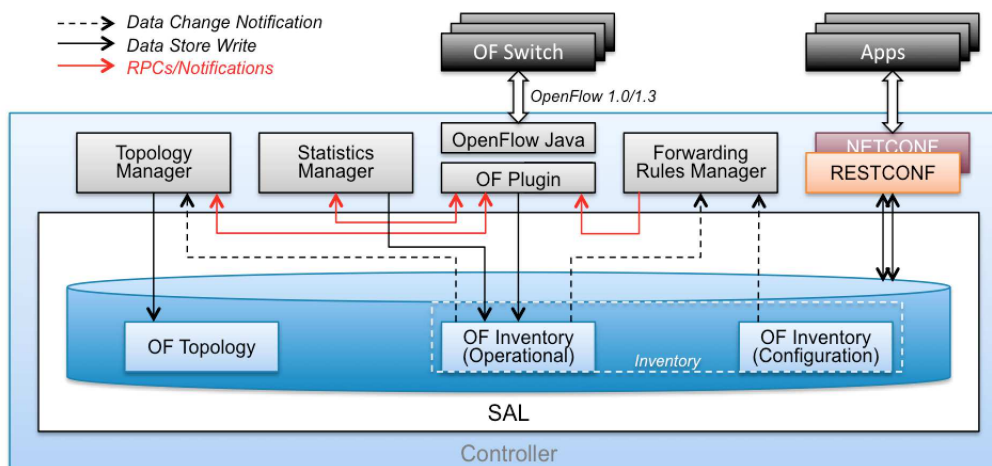 Data Change Notification
Data Store Write
RPCs/Notifications
OF Switch
Apps
OpenFlow 1.0/1.3
Topology
Manager
Statistics
Manager
OpenFlow Java
OF Plugin
Forwarding
Rules Manager
NETCONF
RESTCONF
OF Topology
OF Inventory
(Operational)
Inventory
OF Inventory
(Configuration)
SAL
Controller